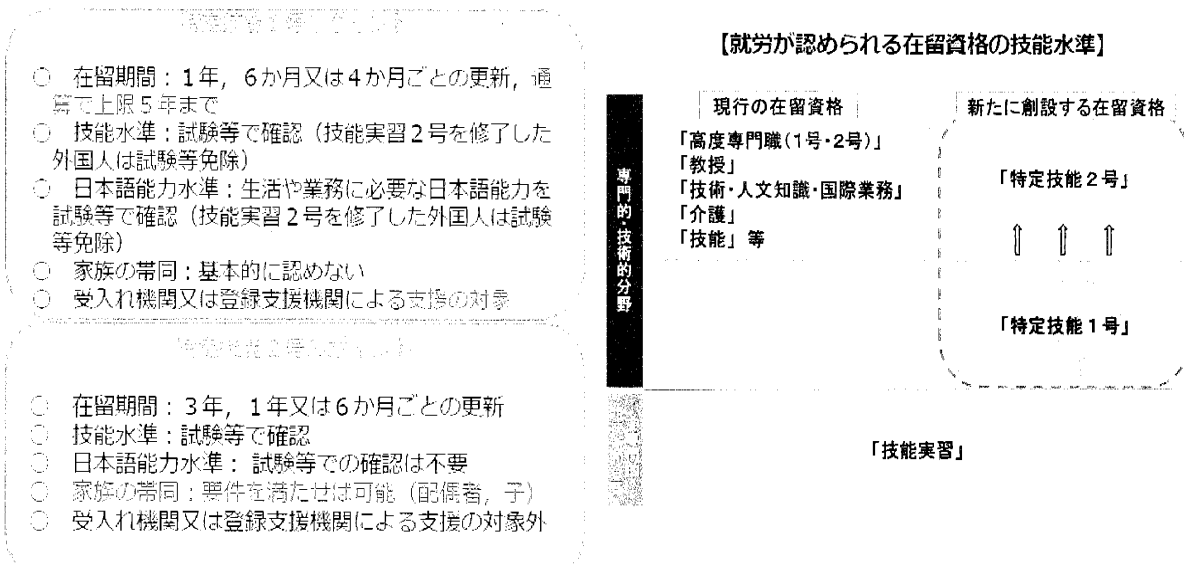 ○ 在留期間：１年，６か月又は４か月ごとの更新，通
算で上限５年まで
○ 技能水準：試験等で確認（技能実習２号を修了した
外国人は試験等免除）
○ 日本語能力水準：生活や業務に必要な日本語能力を
試験等で確認（技能実習２号を修了した外国人は試験
等免除）
○ 家族の帯同：基本的に認めない
○ 受入れ機関又は登録支援機関による支援の対象
○ 在留期間：３年，１年又は６か月ごとの更新
○ 技能水準：試験等で確認
○ 日本語能力水準： 試験等での確認は不要
○ 家族の帯同：要件を満たせば可能（配偶者，子）
○ 受入れ機関又は登録支援機関による支援の対象外
【就労が認められる在留資格の技能水準】
専門的・技術的分野
現行の在留資格
「高度専門職（１号・２号）」
「教授」
「技術・人文知識・国際業務」
「介護」
「技能」等
新たに創設する在留資格
「特定技能２号」
「特定技能１号」
「技能実習」